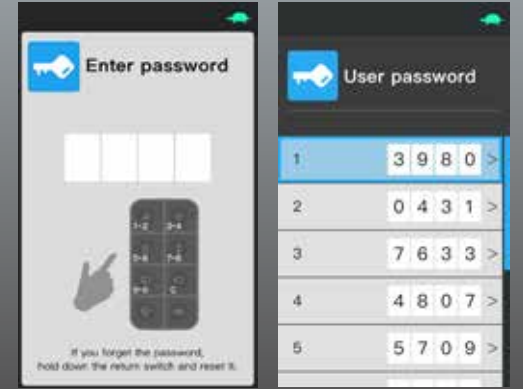 Enter password
1-2 3-4
5-6 7-8
9-0 C
If you forget the password,
hold down the return switch and reset it.
User password
1 3 9 8 0 >
2 0 4 3 1 >
3 7 6 3 3 >
4 4 8 0 7 >
5 5 7 0 9 >